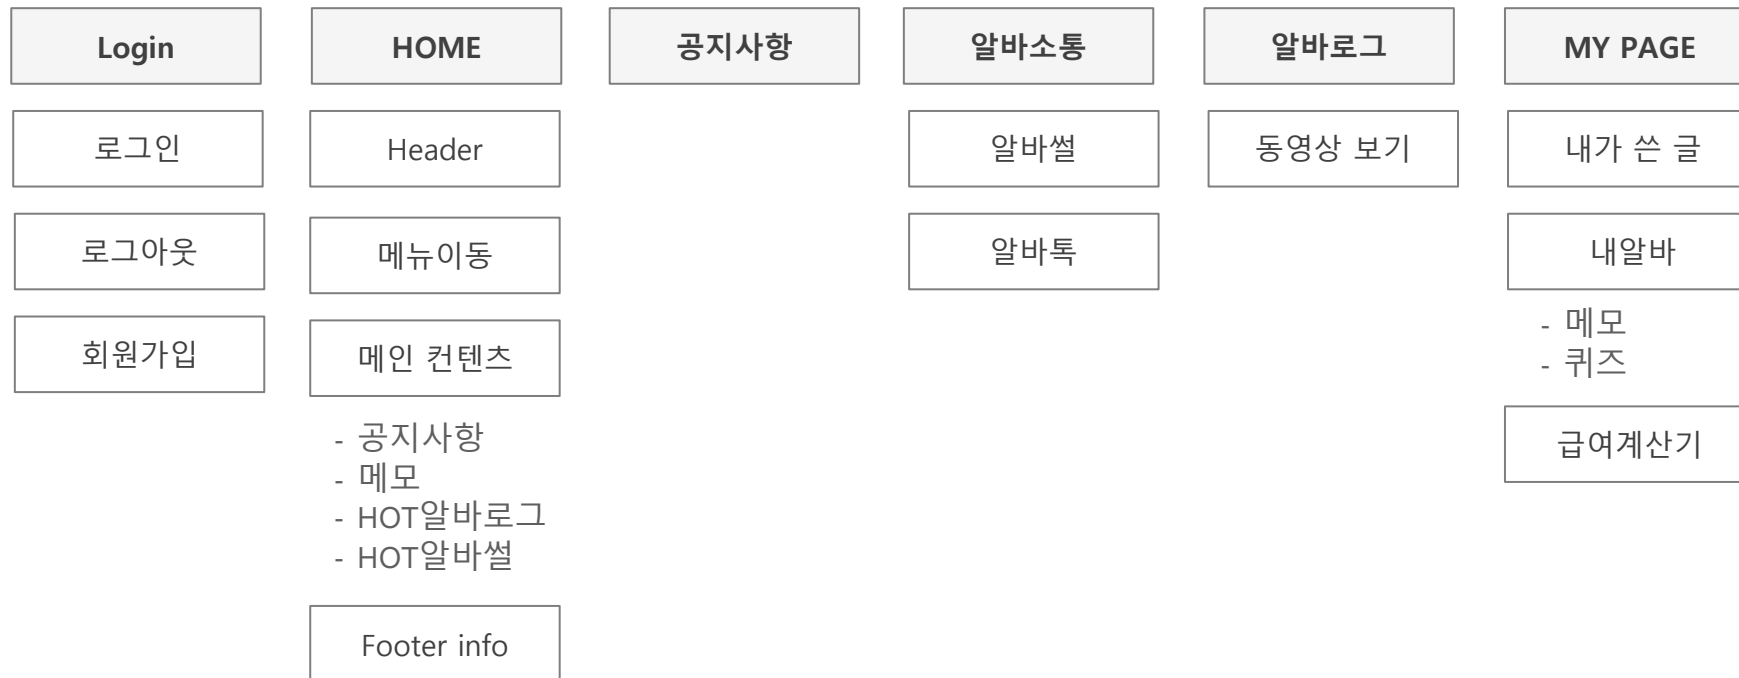 Login
로그인
로그아웃
회원가입
HOME
Header
메뉴이동
메인 컨텐츠
- 공지사항
- 메모
- HOT알바로그
- HOT알바썰
Footer info
공지사항
알바소통
알바썰
알바톡
알바로그
동영상 보기
MY PAGE
내가 쓴 글
내알바
- 메모
- 퀴즈
급여계산기